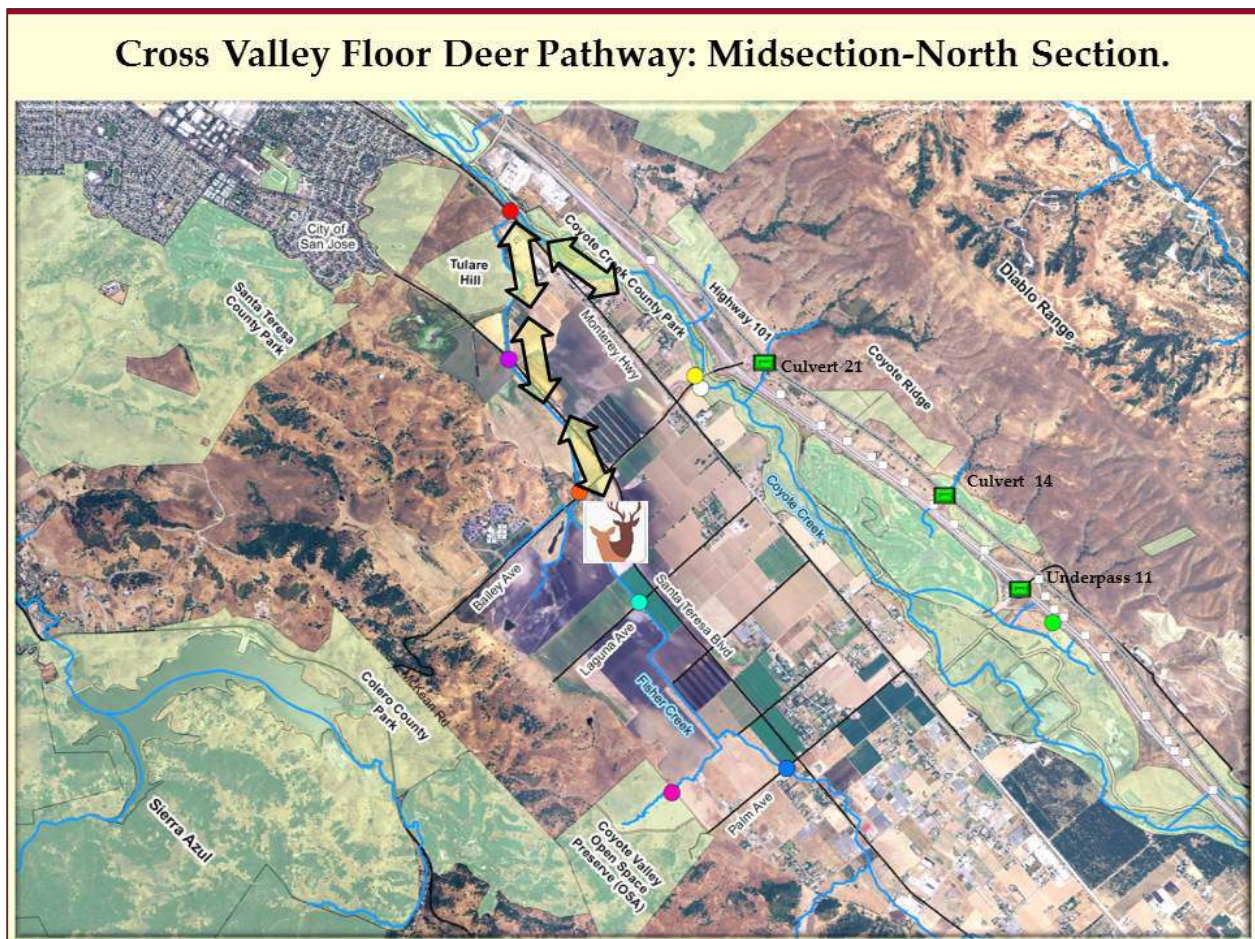 Cross Valley Floor Deer Pathway: Midsection-North Section.
City of
San Jose
Tulare
Hill
Santa Teresa
County Park
Coyote Creek County Park
Monterey Hwy
Highway 101
Diablo Range
Coyote Ridge
Culvert 21
Culvert 14
Coyote Creek
Underpass 11
Bailey Ave
Santa Teresa Blvd
Laguna Ave
Fisher Creek
McKean Rd
Calero County
Park
Sierra Azul
Palm Ave
Coyote Valley
Open Space
Preserve (OSA)